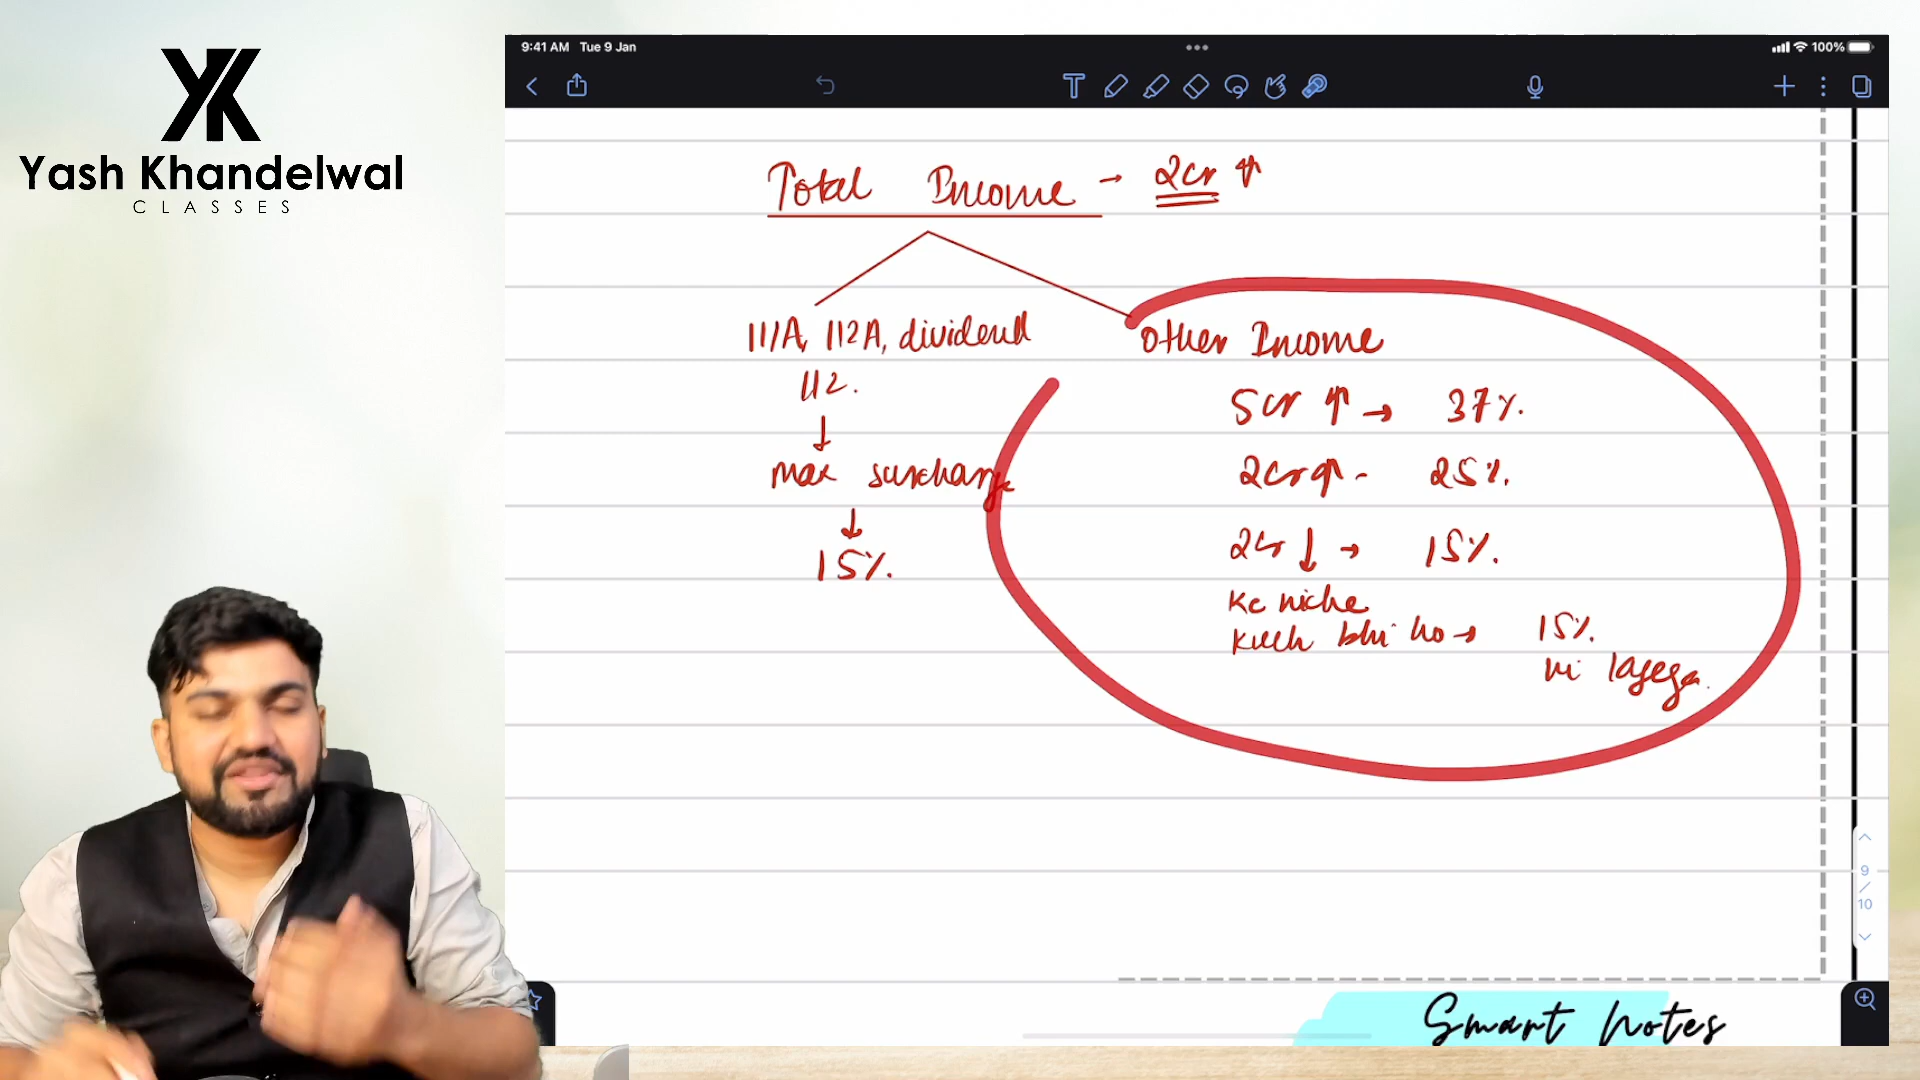 Yash Khandelwal
CLASSES
9:41 AM Tue 9 Jan
100%
Total Income → 2cr ↑
111A, 112A, dividend
112.
↓
max surcharge
↓
15%.
Other Income
5cr ↑ → 37%.
2cr ↑ - 25%.
2cr ↓ → 15%.
ke niche
kuch bhi ho → 15%.
hi lagega.
9
/
10
Smart Notes